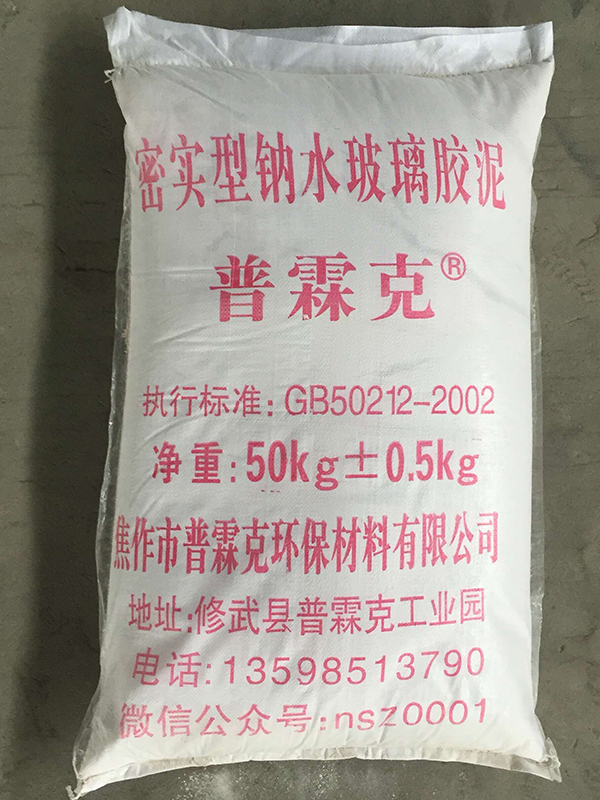 密实型钠水玻璃胶泥
普霖克®
执行标准:GB50212-2002
净重:50kg±0.5kg
焦作市普霖克环保材料有限公司
地址:修武县普霖克工业园
电话:13598513790
微信公众号:nsz0001